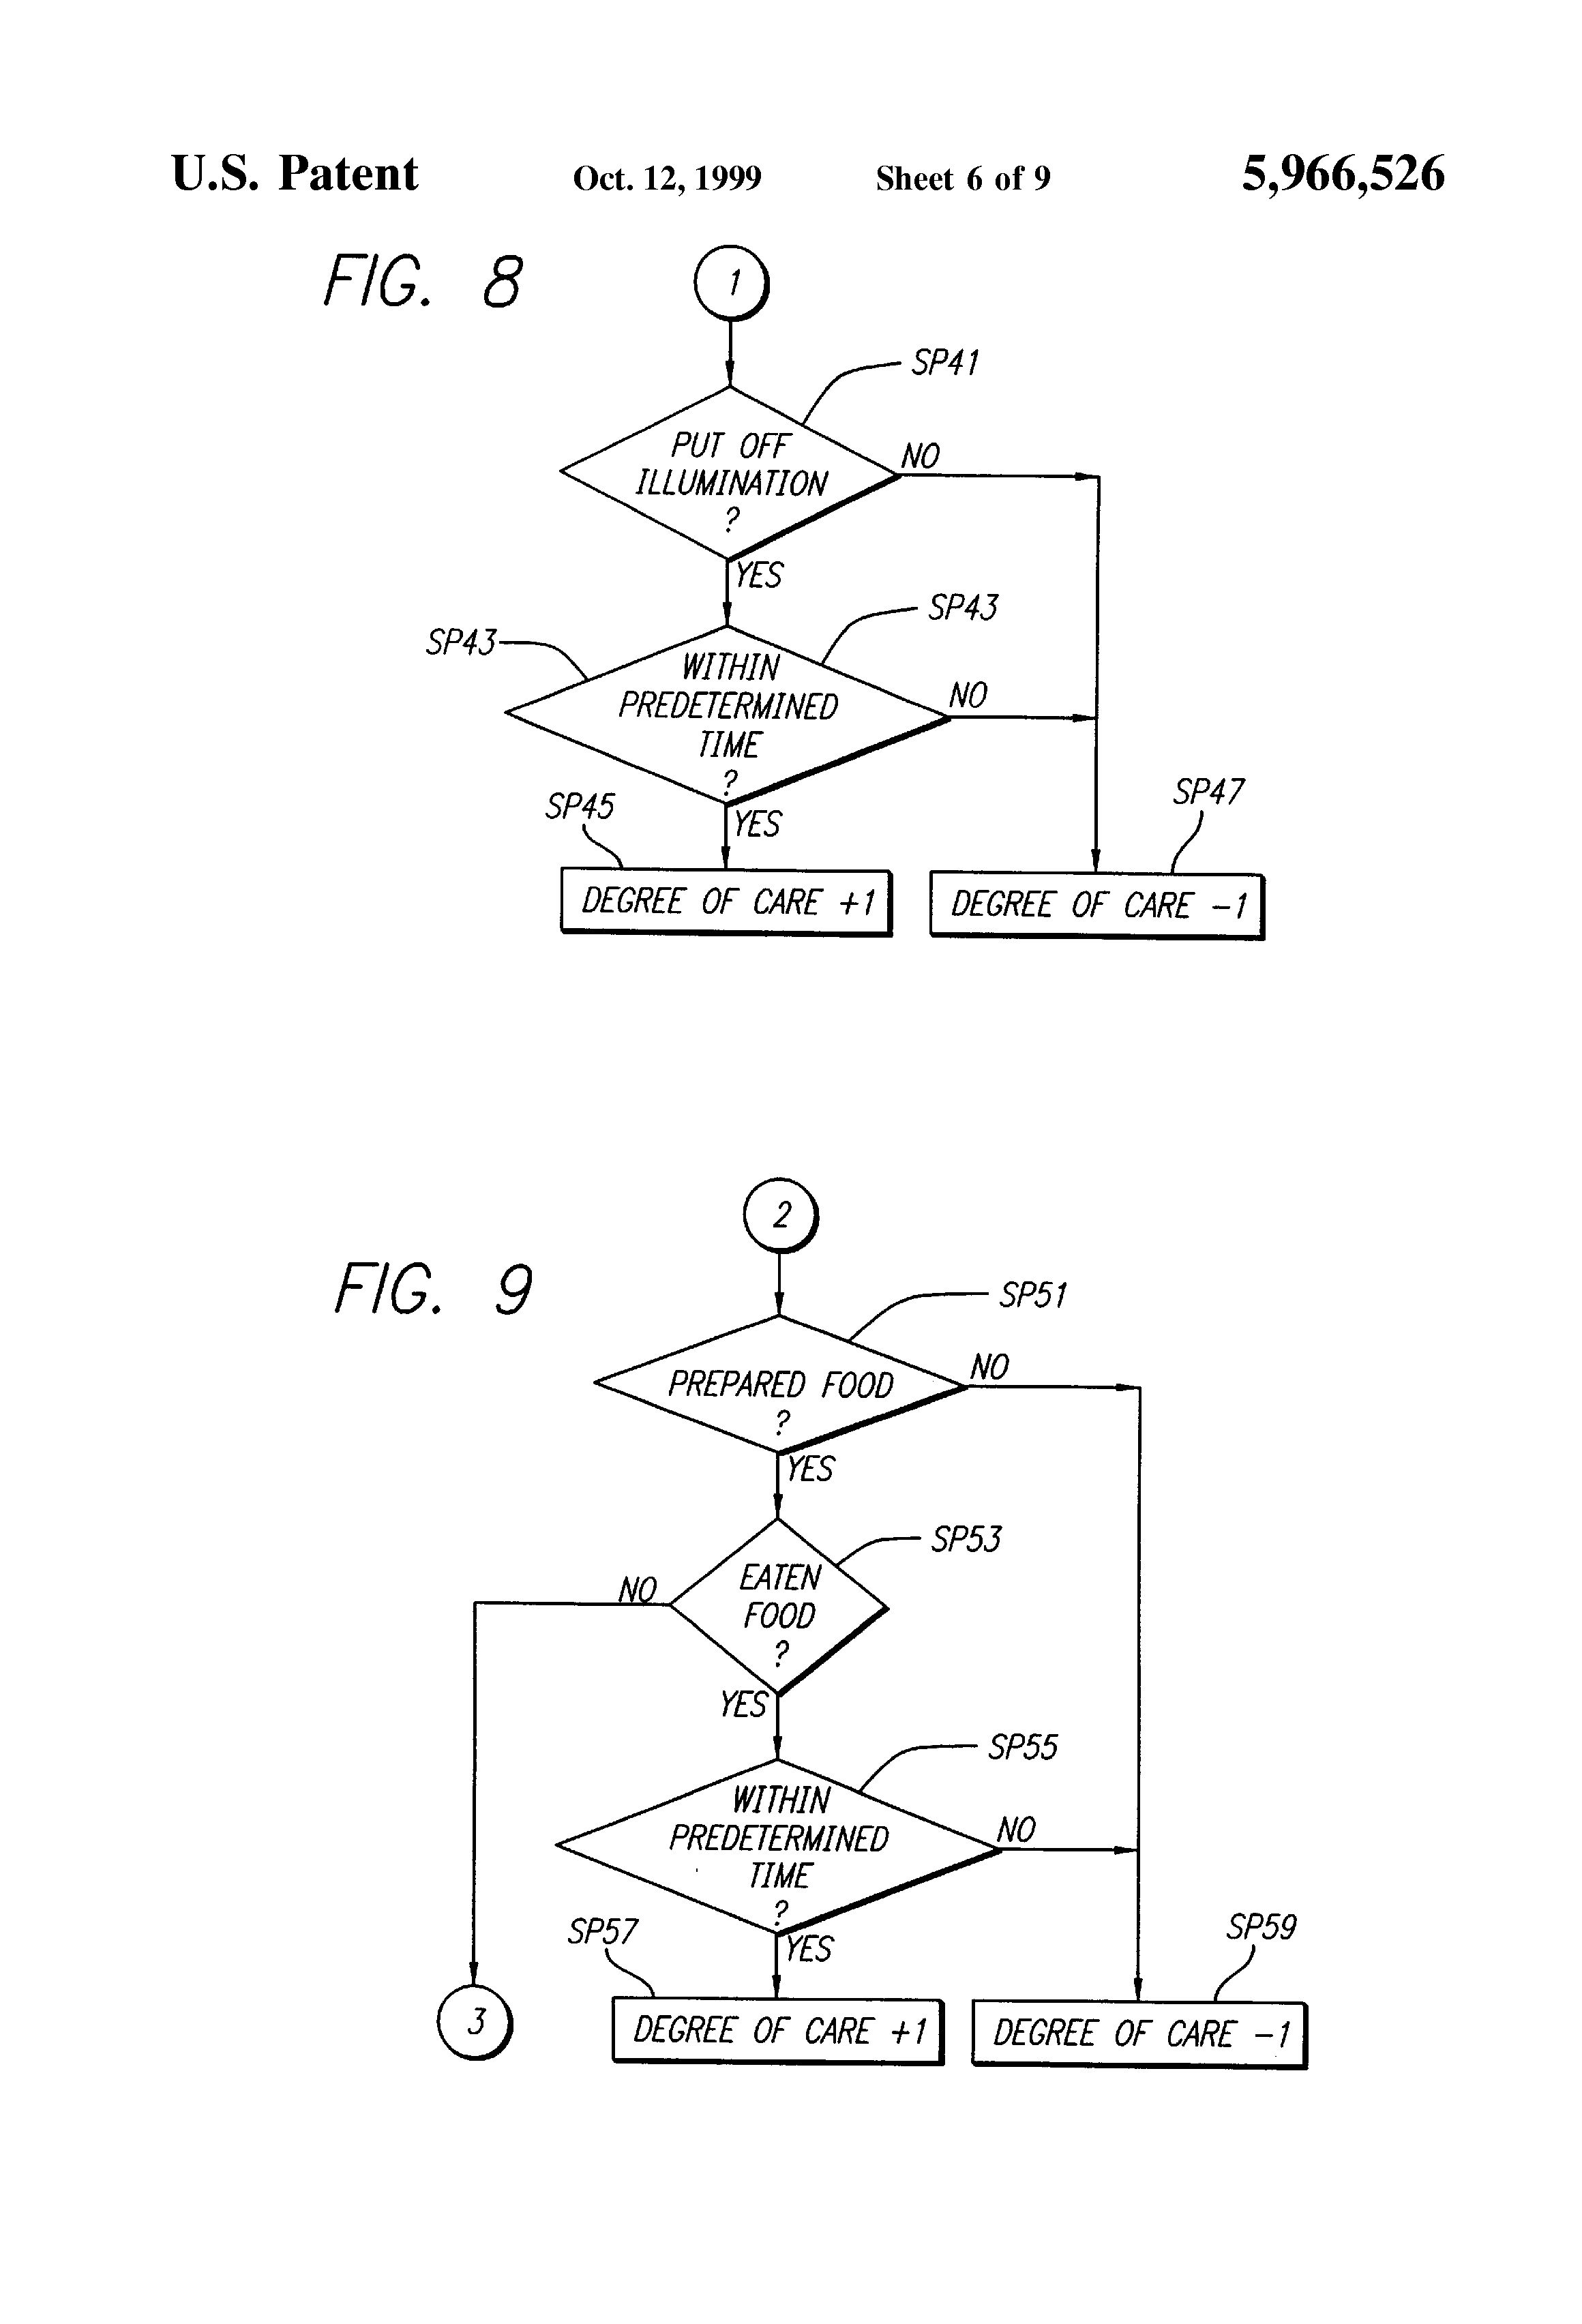 U.S. Patent Oct. 12, 1999 Sheet 6 of 9 5,966,526
FIG. 8
1
SP41
PUT OFF
ILLUMINATION
?
NO
YES
SP43
SP43
WITHIN
PREDETERMINED
TIME
?
NO
YES
SP45
SP47
DEGREE OF CARE +1
DEGREE OF CARE -1
2
FIG. 9
SP51
PREPARED FOOD
?
NO
YES
SP53
EATEN
FOOD
?
NO
YES
SP55
WITHIN
PREDETERMINED
TIME
?
NO
YES
SP57
SP59
3
DEGREE OF CARE +1
DEGREE OF CARE -1